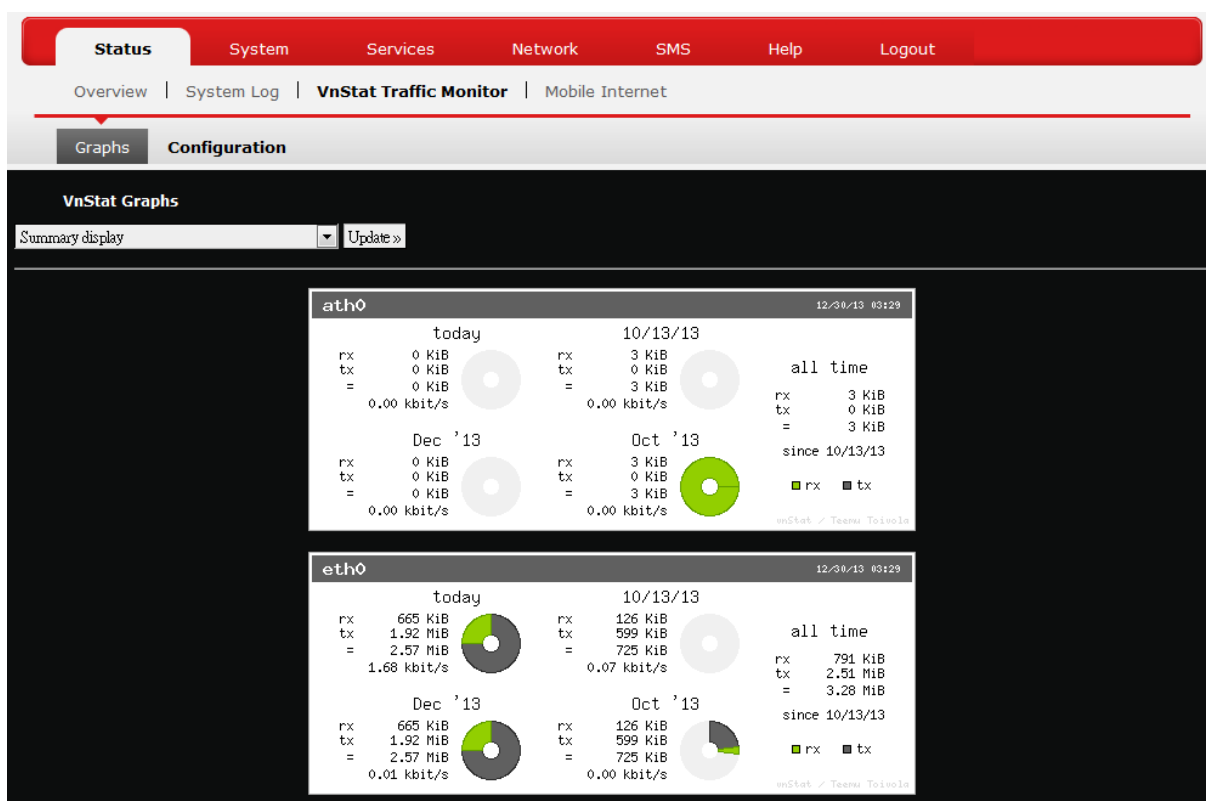 Status System Services Network SMS Help Logout
Overview System Log VnStat Traffic Monitor Mobile Internet
Graphs Configuration
VnStat Graphs
Summary display Update »
ath0 12/30/13 03:29
today
rx 0 KiB
tx 0 KiB
= 0 KiB
0.00 kbit/s
10/13/13
rx 3 KiB
tx 0 KiB
= 3 KiB
0.00 kbit/s
Dec '13
rx 0 KiB
tx 0 KiB
= 0 KiB
0.00 kbit/s
Oct '13
rx 3 KiB
tx 0 KiB
= 3 KiB
0.00 kbit/s
all time
rx 3 KiB
tx 0 KiB
= 3 KiB
since 10/13/13
rx tx
vnStat / Teemu Toivola
eth0 12/30/13 03:29
today
rx 665 KiB
tx 1.92 MiB
= 2.57 MiB
1.68 kbit/s
10/13/13
rx 126 KiB
tx 599 KiB
= 725 KiB
0.07 kbit/s
Dec '13
rx 665 KiB
tx 1.92 MiB
= 2.57 MiB
0.01 kbit/s
Oct '13
rx 126 KiB
tx 599 KiB
= 725 KiB
0.00 kbit/s
all time
rx 791 KiB
tx 2.51 MiB
= 3.28 MiB
since 10/13/13
rx tx
vnStat / Teemu Toivola